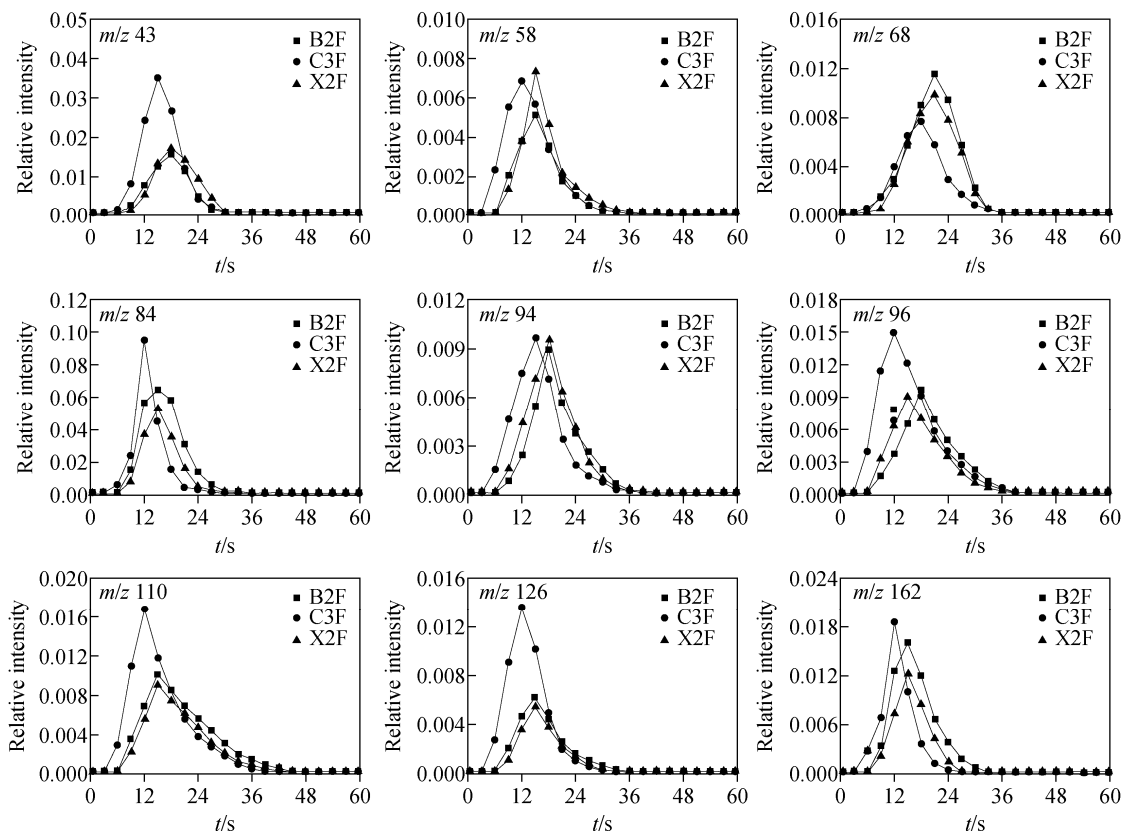 m/z 43
B2F
C3F
X2F
Relative intensity
0.05
0.04
0.03
0.02
0.01
0.00
0 12 24 36 48 60
t/s
m/z 58
B2F
C3F
X2F
Relative intensity
0.010
0.008
0.006
0.004
0.002
0.000
0 12 24 36 48 60
t/s
m/z 68
B2F
C3F
X2F
Relative intensity
0.016
0.012
0.008
0.004
0.000
0 12 24 36 48 60
t/s
m/z 84
B2F
C3F
X2F
Relative intensity
0.12
0.10
0.08
0.06
0.04
0.02
0.00
0 12 24 36 48 60
t/s
m/z 94
B2F
C3F
X2F
Relative intensity
0.012
0.009
0.006
0.003
0.000
0 12 24 36 48 60
t/s
m/z 96
B2F
C3F
X2F
Relative intensity
0.018
0.015
0.012
0.009
0.006
0.003
0.000
0 12 24 36 48 60
t/s
m/z 110
B2F
C3F
X2F
Relative intensity
0.020
0.016
0.012
0.008
0.004
0.000
0 12 24 36 48 60
t/s
m/z 126
B2F
C3F
X2F
Relative intensity
0.016
0.012
0.008
0.004
0.000
0 12 24 36 48 60
t/s
m/z 162
B2F
C3F
X2F
Relative intensity
0.024
0.018
0.012
0.006
0.000
0 12 24 36 48 60
t/s